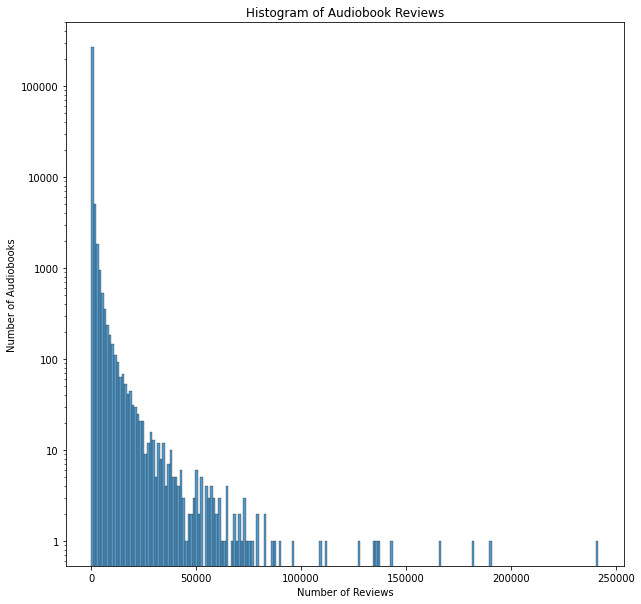 Histogram of Audiobook Reviews
100000
10000
1000
100
10
1
Number of Audiobooks
0 50000 100000 150000 200000 250000
Number of Reviews